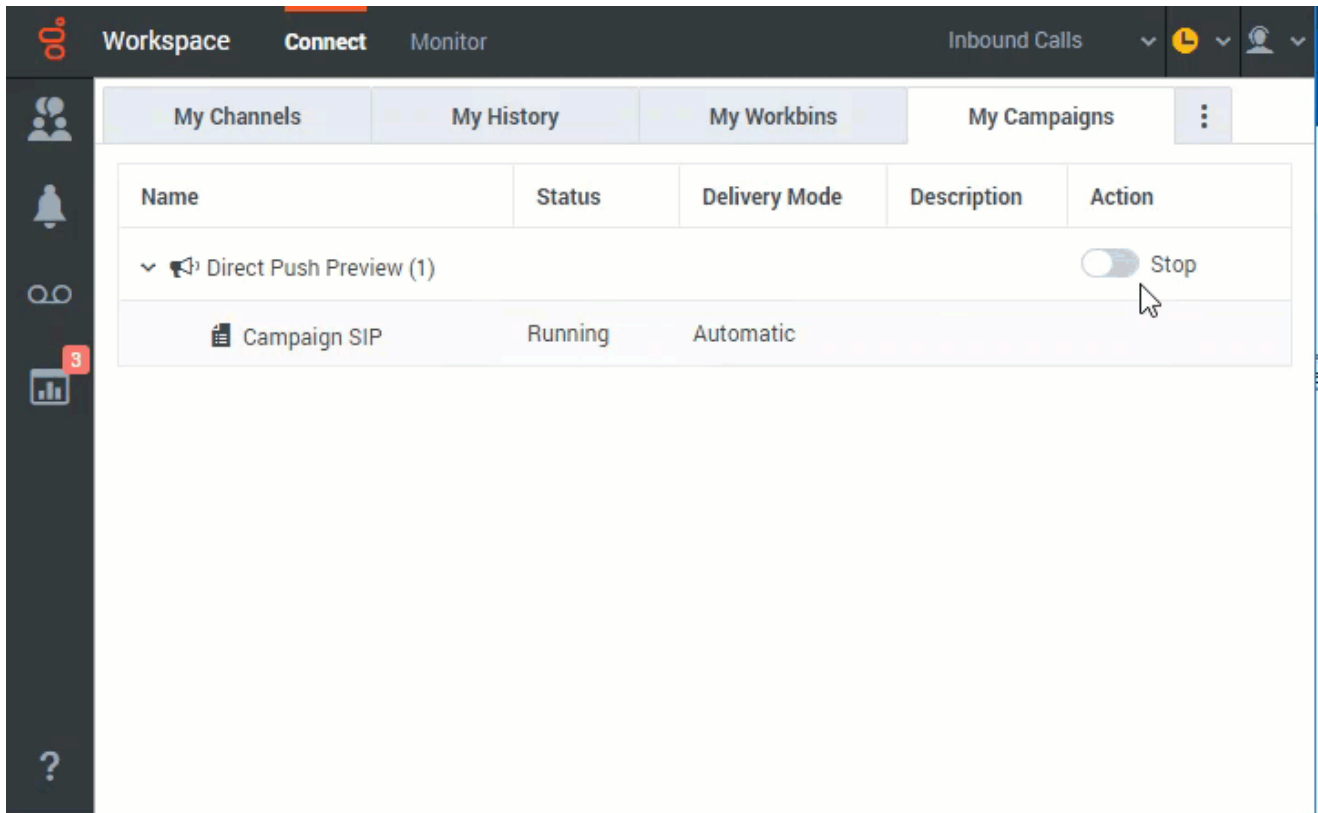 Workspace Connect Monitor Inbound Calls
My Channels My History My Workbins My Campaigns
Name Status Delivery Mode Description Action
Direct Push Preview (1) Stop
Campaign SIP Running Automatic
3
?